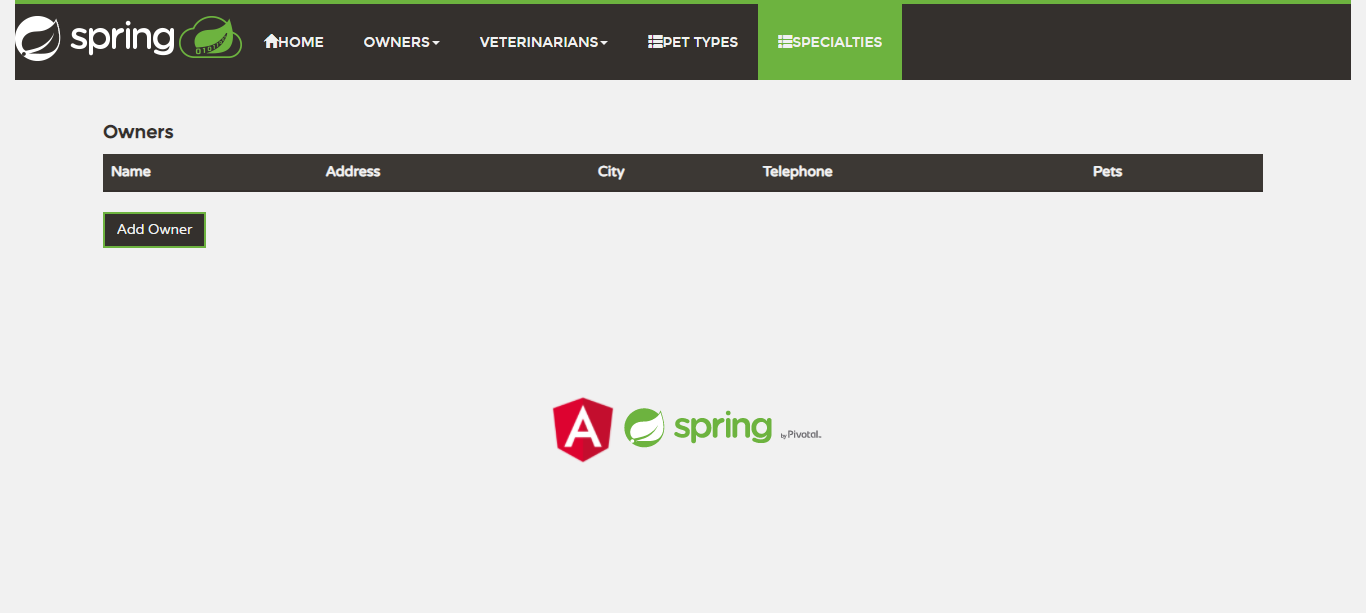 spring HOME OWNERS VETERINARIANS PET TYPES SPECIALTIES
Owners
Name Address City Telephone Pets
Add Owner
A spring by Pivotal.